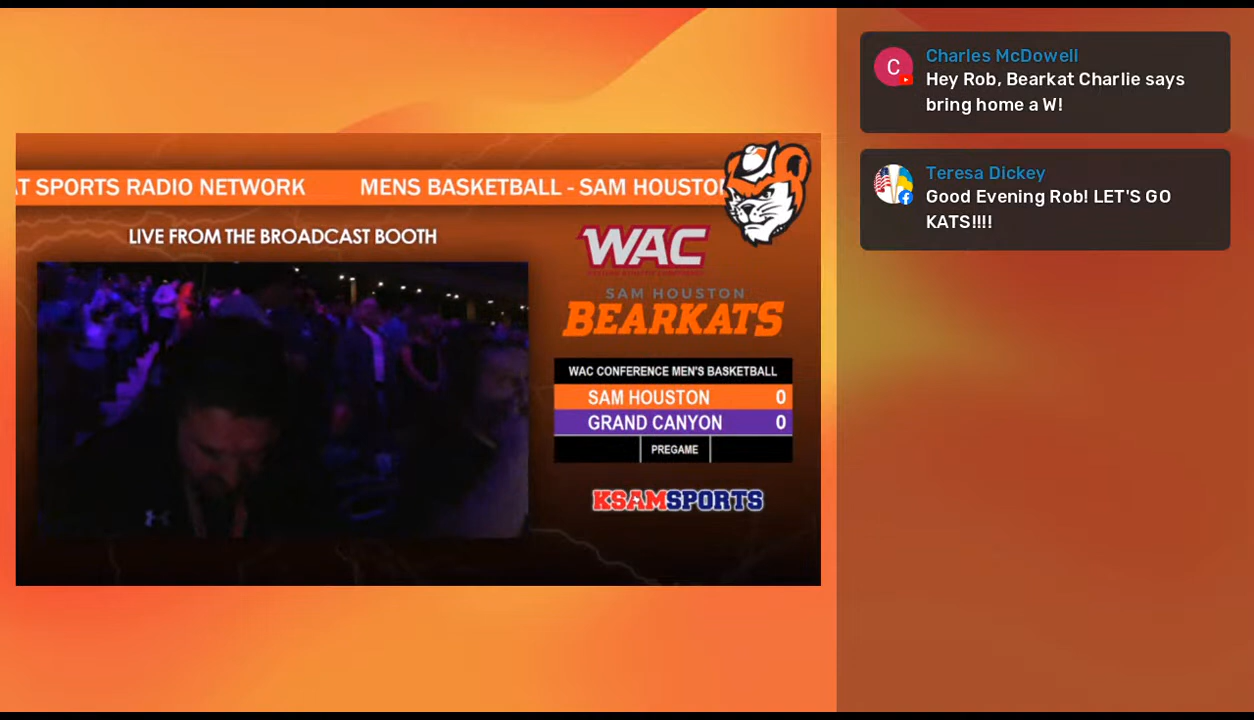 AT SPORTS RADIO NETWORK MENS BASKETBALL - SAM HOUSTO
LIVE FROM THE BROADCAST BOOTH
WAC
SAM HOUSTON
BEARKATS
WAC CONFERENCE MEN'S BASKETBALL
SAM HOUSTON 0
GRAND CANYON 0
PREGAME
KSAMSPORTS
C
Charles McDowell
Hey Rob, Bearkat Charlie says
bring home a W!
Teresa Dickey
Good Evening Rob! LET'S GO
KATS!!!!